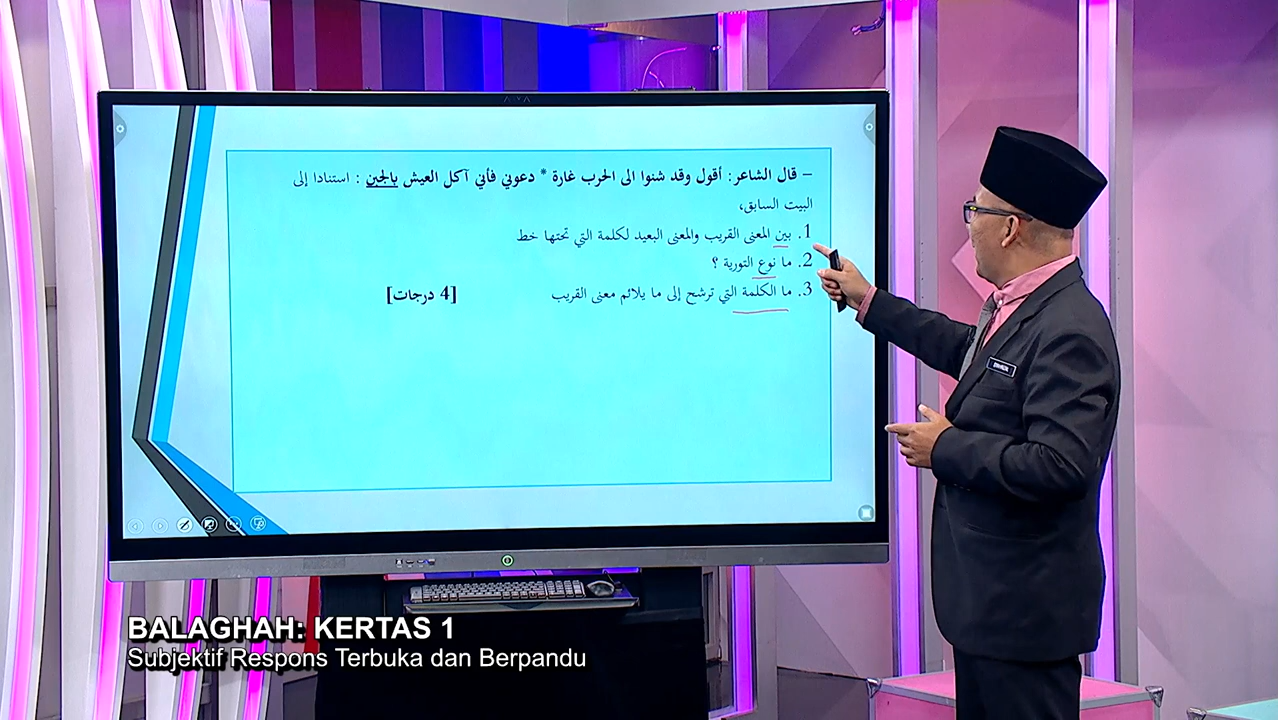 – قال الشاعر: أقول وقد شنوا الى الحرب غارة * دعوني فأني آكل العيش بالجبن : استنادا إلى
البيت السابق،
1. بين المعنى القريب والمعنى البعيد لكلمة التي تحتها خط
2. ما نوع التورية ؟
3. ما الكلمة التي ترشح إلى ما يلائم معنى القريب [4 درجات]
BALAGHAH: KERTAS 1
Subjektif Respons Terbuka dan Berpandu